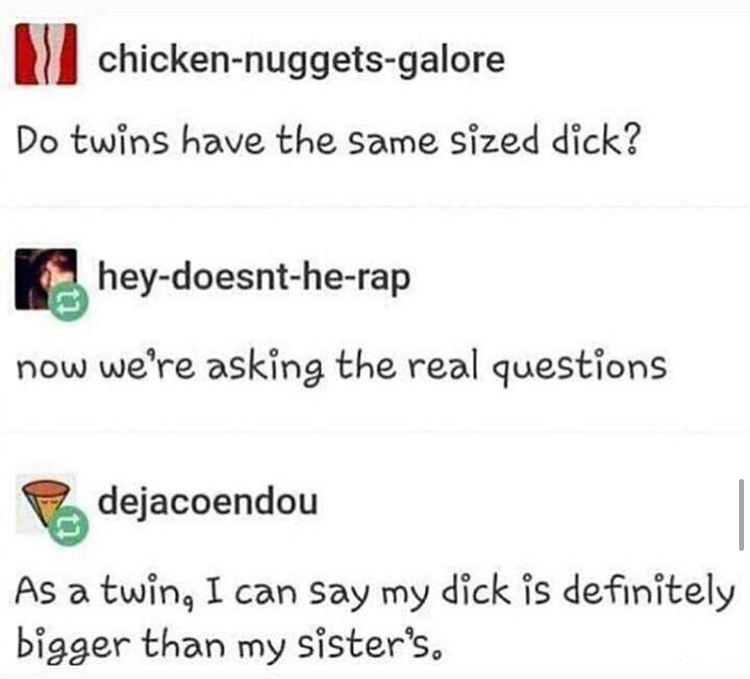 chicken-nuggets-galore
Do twins have the same sized dick?
hey-doesnt-he-rap
now we're asking the real questions
dejacoendou
As a twin, I can say my dick is definitely
bigger than my sister's.